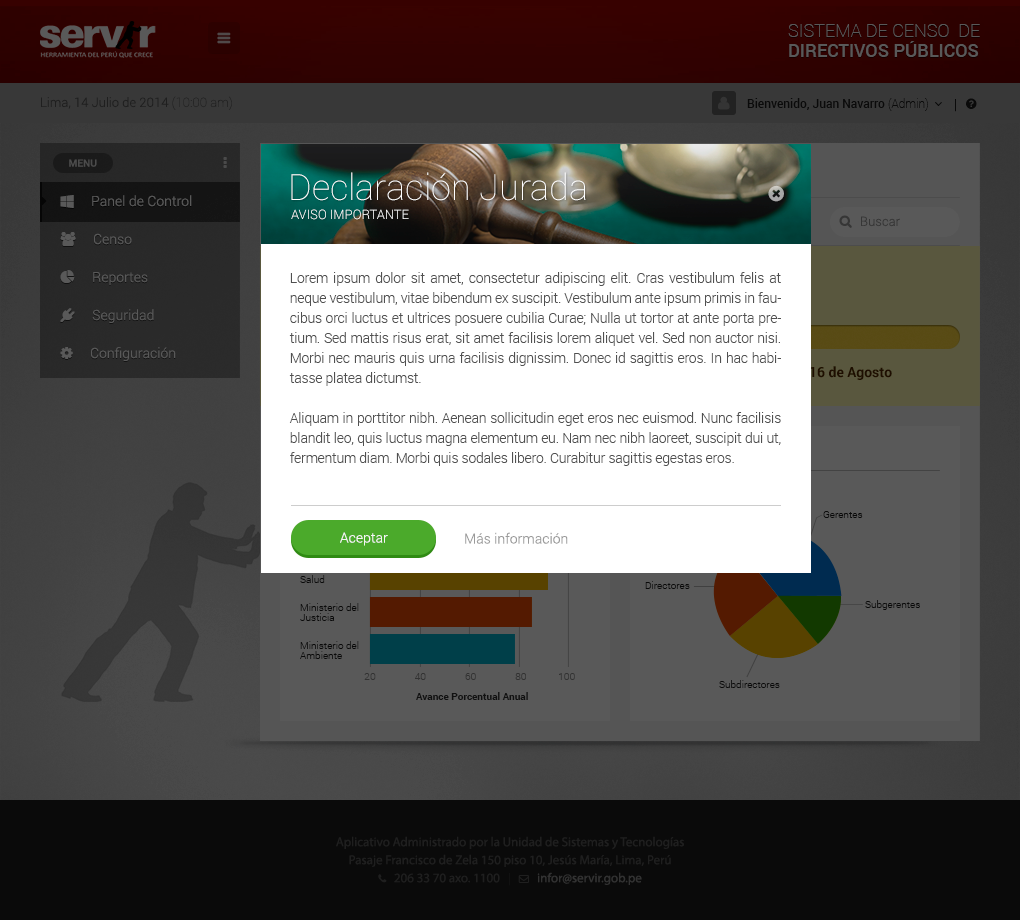 servir
HERRAMIENTA DEL PERÚ QUE CRECE
SISTEMA DE CENSO DE
DIRECTIVOS PÚBLICOS
Lima, 14 Julio de 2014 (10:00 am)
Bienvenido, Juan Navarro (Admin)
MENU
Panel de Control
Censo
Reportes
Seguridad
Configuración
Declaración Jurada
AVISO IMPORTANTE
Buscar
Lorem ipsum dolor sit amet, consectetur adipiscing elit. Cras vestibulum felis at
neque vestibulum, vitae bibendum ex suscipit. Vestibulum ante ipsum primis in fau-
cibus orci luctus et ultrices posuere cubilia Curae; Nulla ut tortor at ante porta pre-
tium. Sed mattis risus erat, sit amet facilisis lorem aliquet vel. Sed non auctor nisi.
Morbi nec mauris quis urna facilisis dignissim. Donec id sagittis eros. In hac habi-
tasse platea dictumst.
16 de Agosto
Aliquam in porttitor nibh. Aenean sollicitudin eget eros nec euismod. Nunc facilisis
blandit leo, quis luctus magna elementum eu. Nam nec nibh laoreet, suscipit dui ut,
fermentum diam. Morbi quis sodales libero. Curabitur sagittis egestas eros.
Aceptar
Más información
Salud
Ministerio del
Justicia
Ministerio del
Ambiente
20 40 60 80 100
Avance Porcentual Anual
Gerentes
Directores
Subgerentes
Subdirectores
Aplicativo Administrado por la Unidad de Sistemas y Tecnologías
Pasaje Francisco de Zela 150 piso 10, Jesús María, Lima, Perú
206 33 70 axo. 1100 | infor@servir.gob.pe